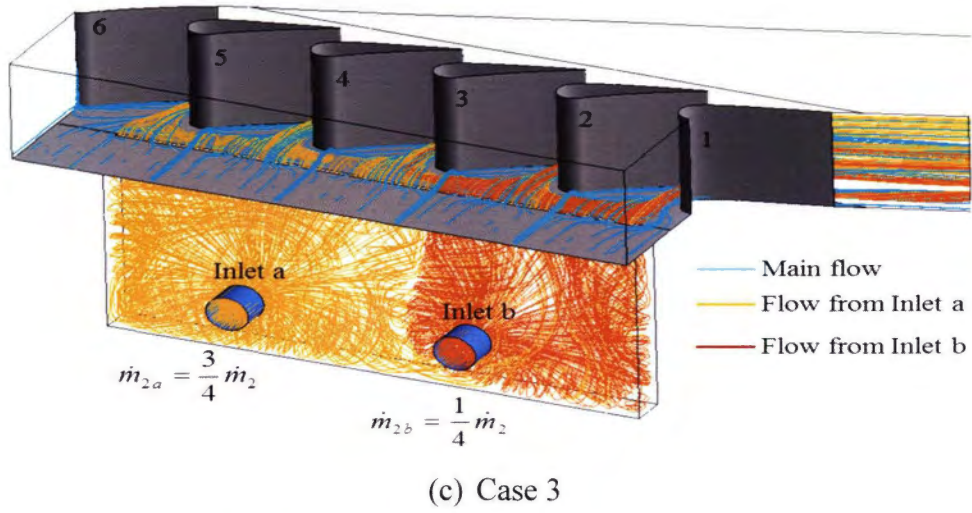 6
5
4
3
2
1
Inlet a
Inlet b
Main flow
Flow from Inlet a
Flow from Inlet b
ṁ₂ₐ = 3/4 ṁ₂
ṁ₂b = 1/4 ṁ₂
(c) Case 3